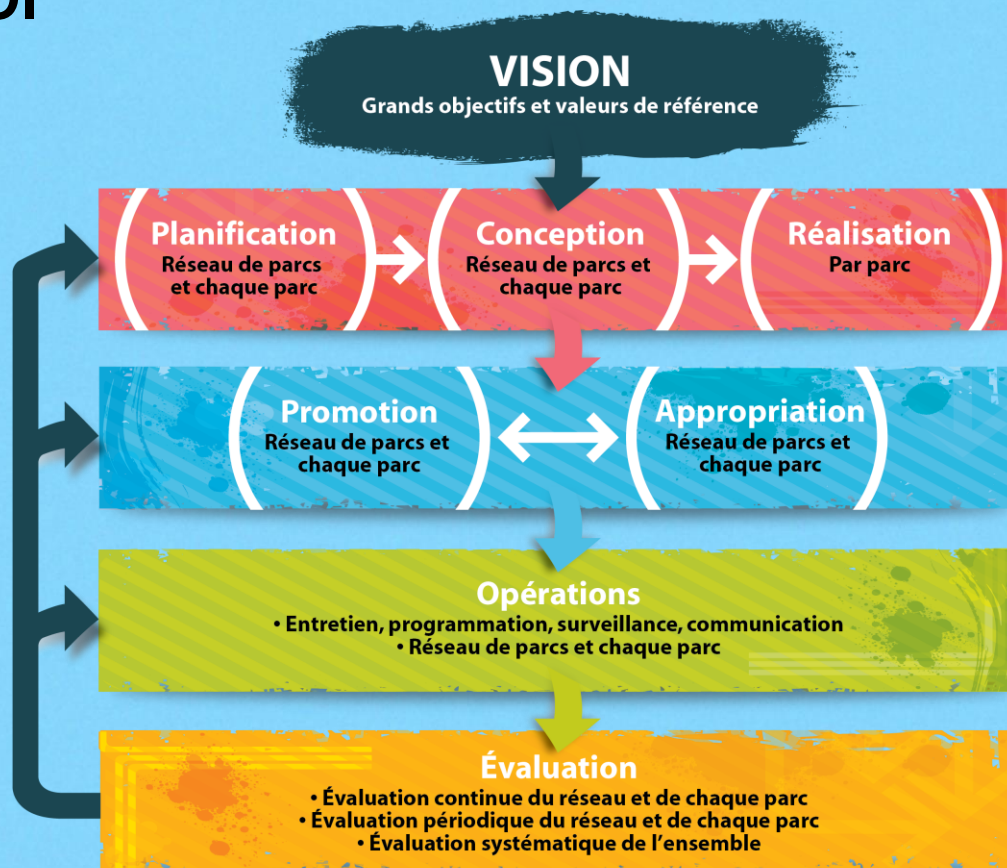 VISION
Grands objectifs et valeurs de référence
Planification
Réseau de parcs
et chaque parc
Conception
Réseau de parcs et
chaque parc
Réalisation
Par parc
Promotion
Réseau de parcs et
chaque parc
Appropriation
Réseau de parcs et
chaque parc
Opérations
• Entretien, programmation, surveillance, communication
• Réseau de parcs et chaque parc
Évaluation
• Évaluation continue du réseau et de chaque parc
• Évaluation périodique du réseau et de chaque parc
• Évaluation systématique de l'ensemble